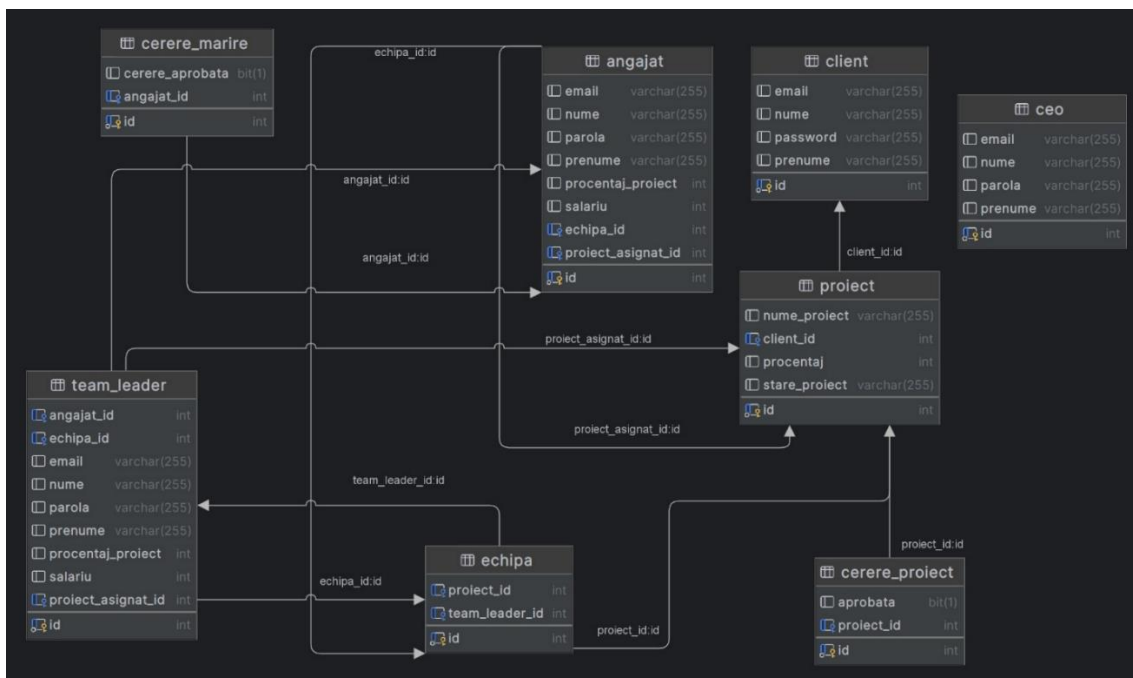 cerere_marire
cerere_aprobata bit(1)
angajat_id int
id int
echipa_id:id
angajat
email varchar(255)
nume varchar(255)
parola varchar(255)
prenume varchar(255)
procentaj_proiect int
salariu int
echipa_id int
proiect_asignat_id int
id int
client
email varchar(255)
nume varchar(255)
password varchar(255)
prenume varchar(255)
id int
ceo
email varchar(255)
nume varchar(255)
parola varchar(255)
prenume varchar(255)
id int
angajat_id:id
angajat_id:id
client_id:id
proiect
nume_proiect varchar(255)
client_id int
procentaj int
stare_proiect varchar(255)
id int
proiect_asignat_id:id
team_leader
angajat_id int
echipa_id int
email varchar(255)
nume varchar(255)
parola varchar(255)
prenume varchar(255)
procentaj_proiect int
salariu int
proiect_asignat_id int
id int
proiect_asignat_id:id
team_leader_id:id
echipa
proiect_id int
team_leader_id int
id int
echipa_id:id
proiect_id:id
proiect_id:id
cerere_proiect
aprobata bit(1)
proiect_id int
id int